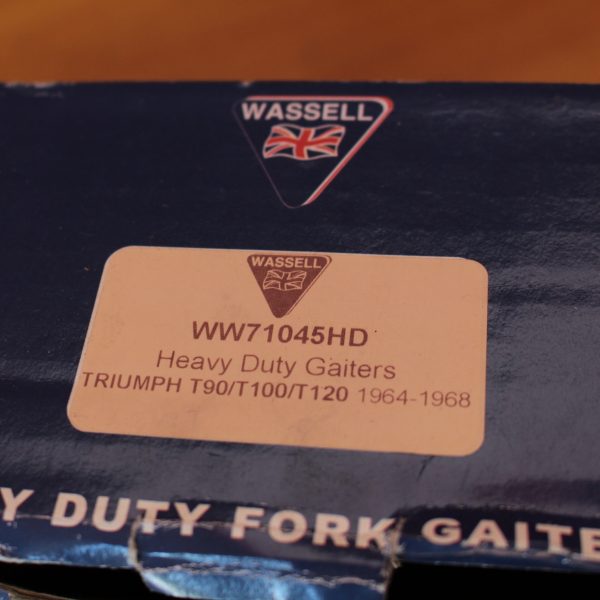 WASSELL
WASSELL
WW71045HD
Heavy Duty Gaiters
TRIUMPH T90/T100/T120 1964-1968
Y DUTY FORK GAITE